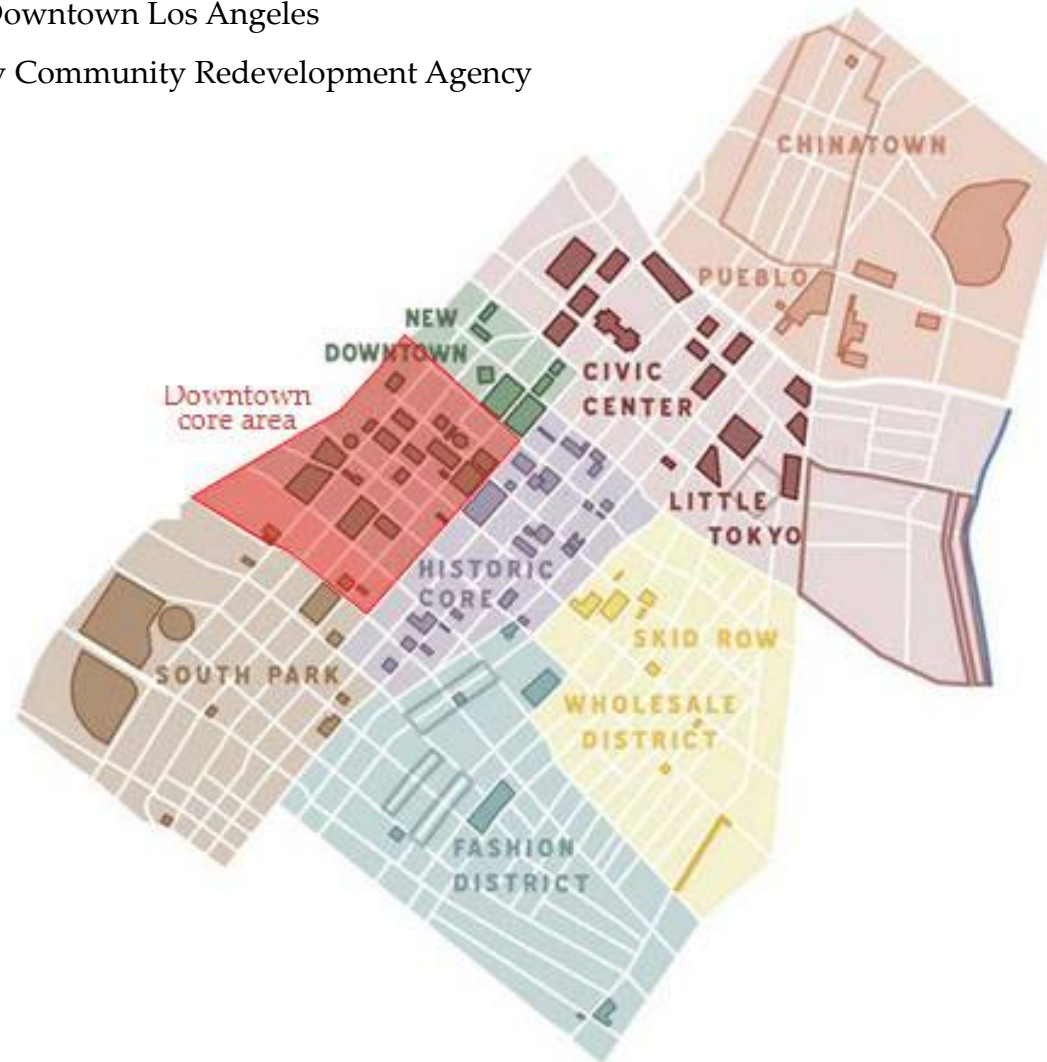 Downtown Los Angeles
Community Redevelopment Agency
CHINATOWN
PUEBLO
NEW
DOWNTOWN
CIVIC
CENTER
Downtown
core area
LITTLE
TOKYO
HISTORIC
CORE
SKID ROW
SOUTH PARK
WHOLESALE
DISTRICT
FASHION
DISTRICT